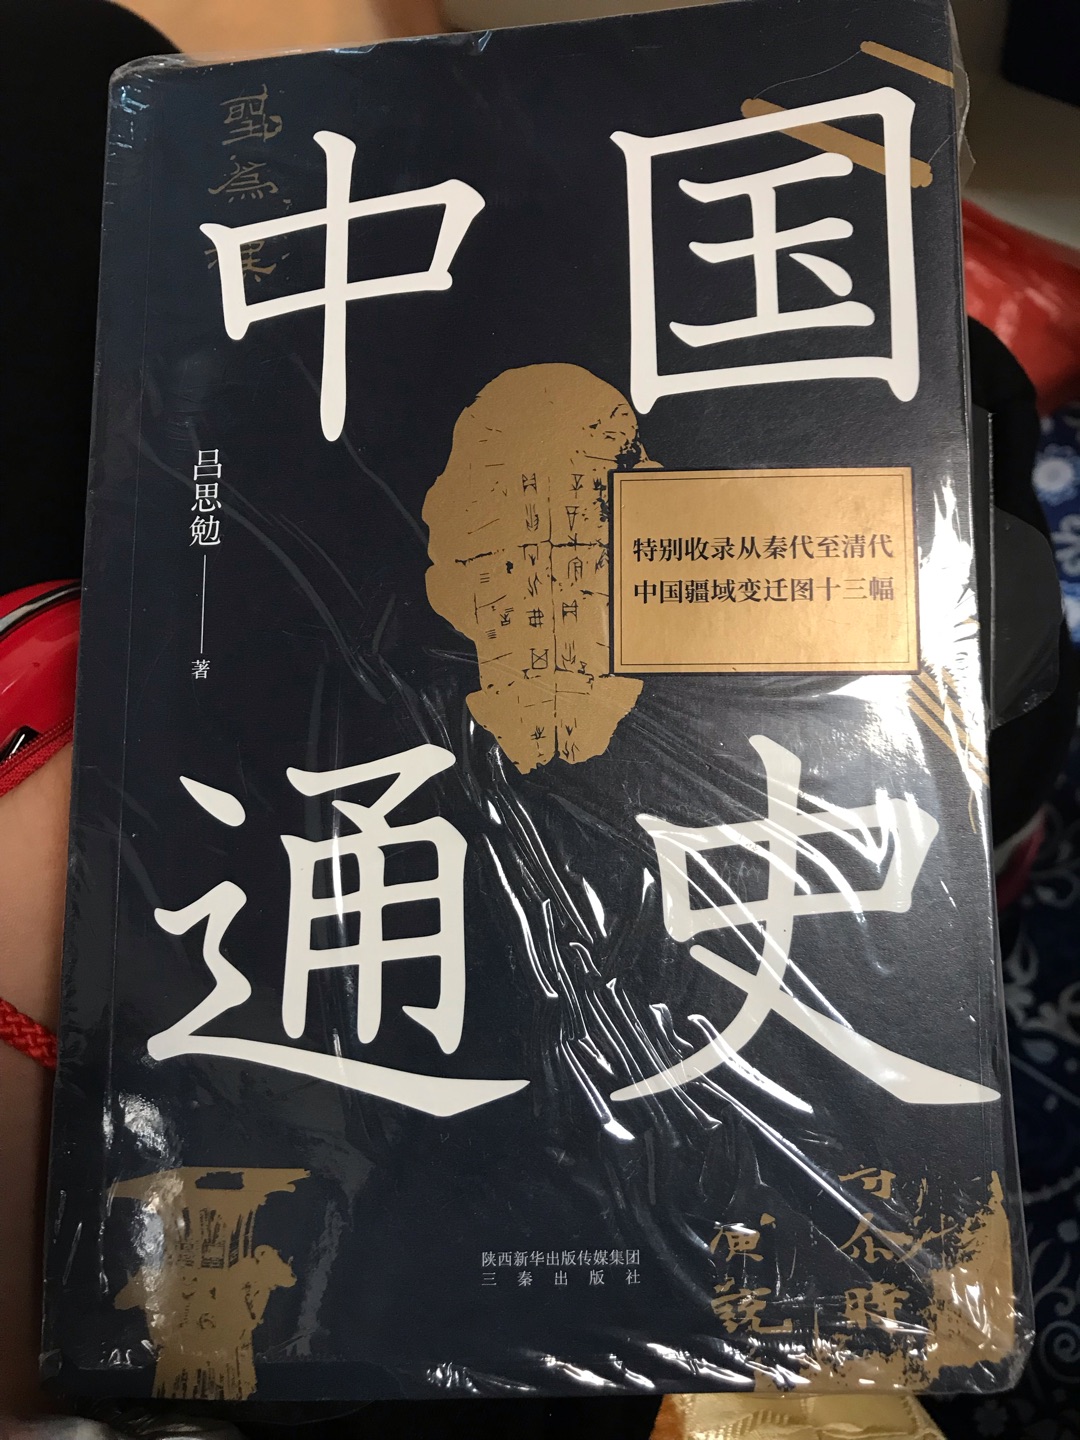 中国
通史
吕思勉——著
特别收录从秦代至清代
中国疆域变迁图十三幅
陕西新华出版传媒集团
三秦出版社